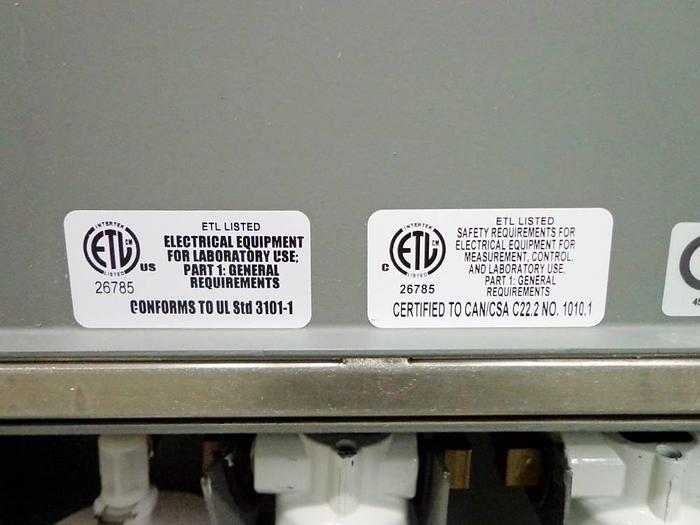 ETL LISTED
INTERTEK
ETL CM
LISTED
US
26785
ELECTRICAL EQUIPMENT
FOR LABORATORY USE;
PART 1: GENERAL
REQUIREMENTS
CONFORMS TO UL Std 3101-1
ETL LISTED
INTERTEK
ETL CM
LISTED
C
26785
SAFETY REQUIREMENTS FOR
ELECTRICAL EQUIPMENT FOR
MEASUREMENT, CONTROL.
AND LABORATORY USE,
PART 1: GENERAL
REQUIREMENTS
CERTIFIED TO CAN/CSA C22.2 NO. 1010.1